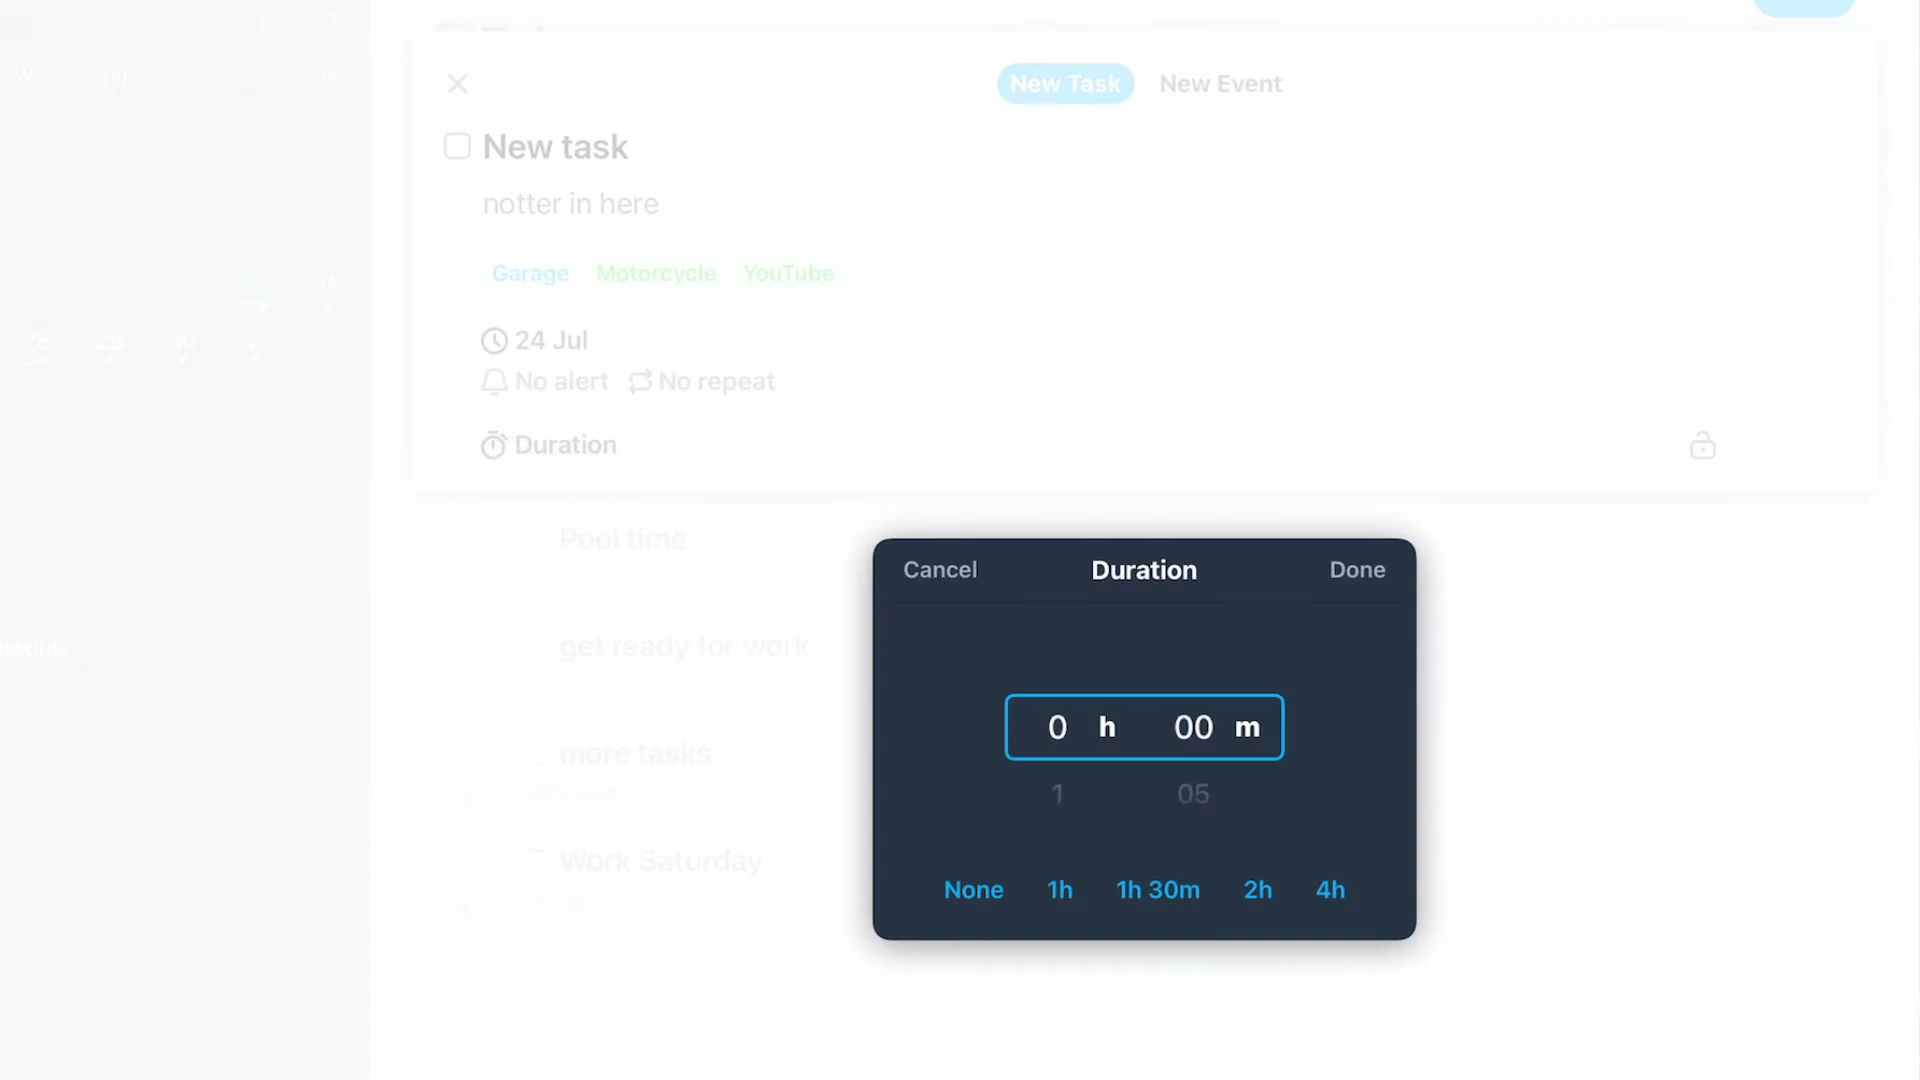 New Task New Event
New task
notter in here
Garage Motorcycle YouTube
24 Jul
No alert No repeat
Duration
Pool time
get ready for work
more tasks
Work Saturday
Cancel Duration Done
0 h 00 m
1 05
None 1h 1h 30m 2h 4h